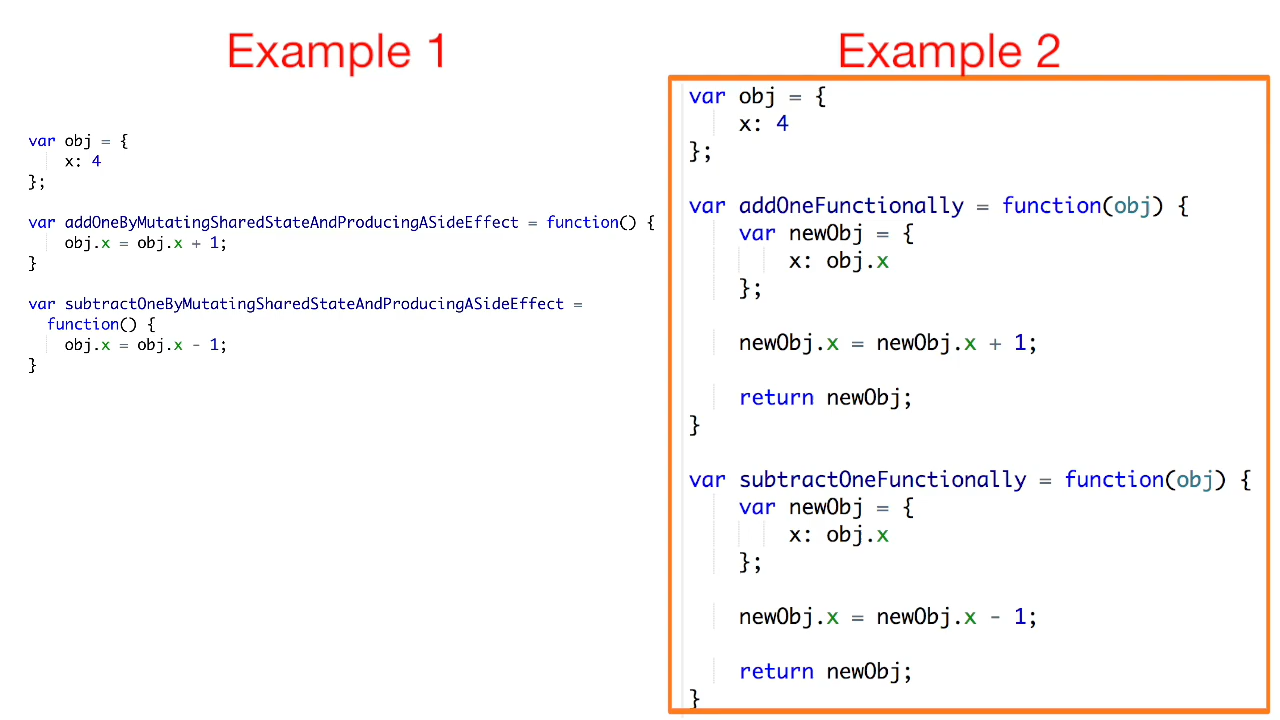 Example 1
var obj = {
    x: 4
};

var addOneByMutatingSharedStateAndProducingASideEffect = function() {
    obj.x = obj.x + 1;
}

var subtractOneByMutatingSharedStateAndProducingASideEffect =
  function() {
    obj.x = obj.x - 1;
}

Example 2
var obj = {
    x: 4
};

var addOneFunctionally = function(obj) {
    var newObj = {
        x: obj.x
    };

    newObj.x = newObj.x + 1;

    return newObj;
}

var subtractOneFunctionally = function(obj) {
    var newObj = {
        x: obj.x
    };

    newObj.x = newObj.x - 1;

    return newObj;
}